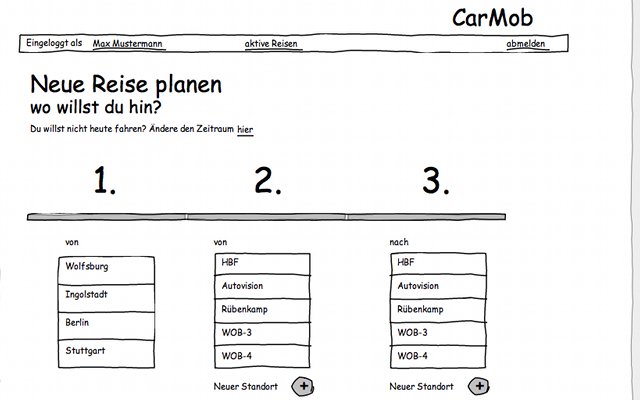 CarMob
Eingeloggt als Max Mustermann aktive Reisen abmelden
Neue Reise planen
wo willst du hin?
Du willst nicht heute fahren? Ändere den Zeitraum hier
1. 2. 3.
von
Wolfsburg
Ingolstadt
Berlin
Stuttgart
von
HBF
Autovision
Rübenkamp
WOB-3
WOB-4
Neuer Standort +
nach
HBF
Autovision
Rübenkamp
WOB-3
WOB-4
Neuer Standort +